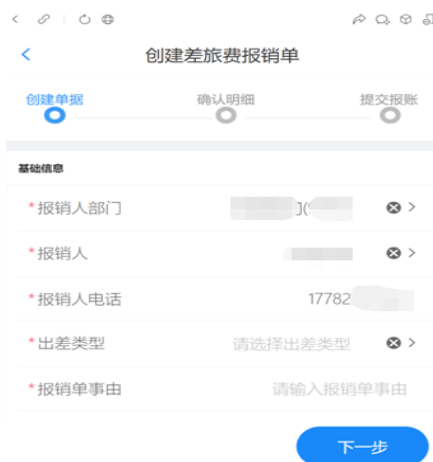 创建差旅费报销单
创建单据 确认明细 提交报账
基础信息
*报销人部门
*报销人
*报销人电话 17782
*出差类型 请选择出差类型
*报销单事由 请输入报销单事由
下一步